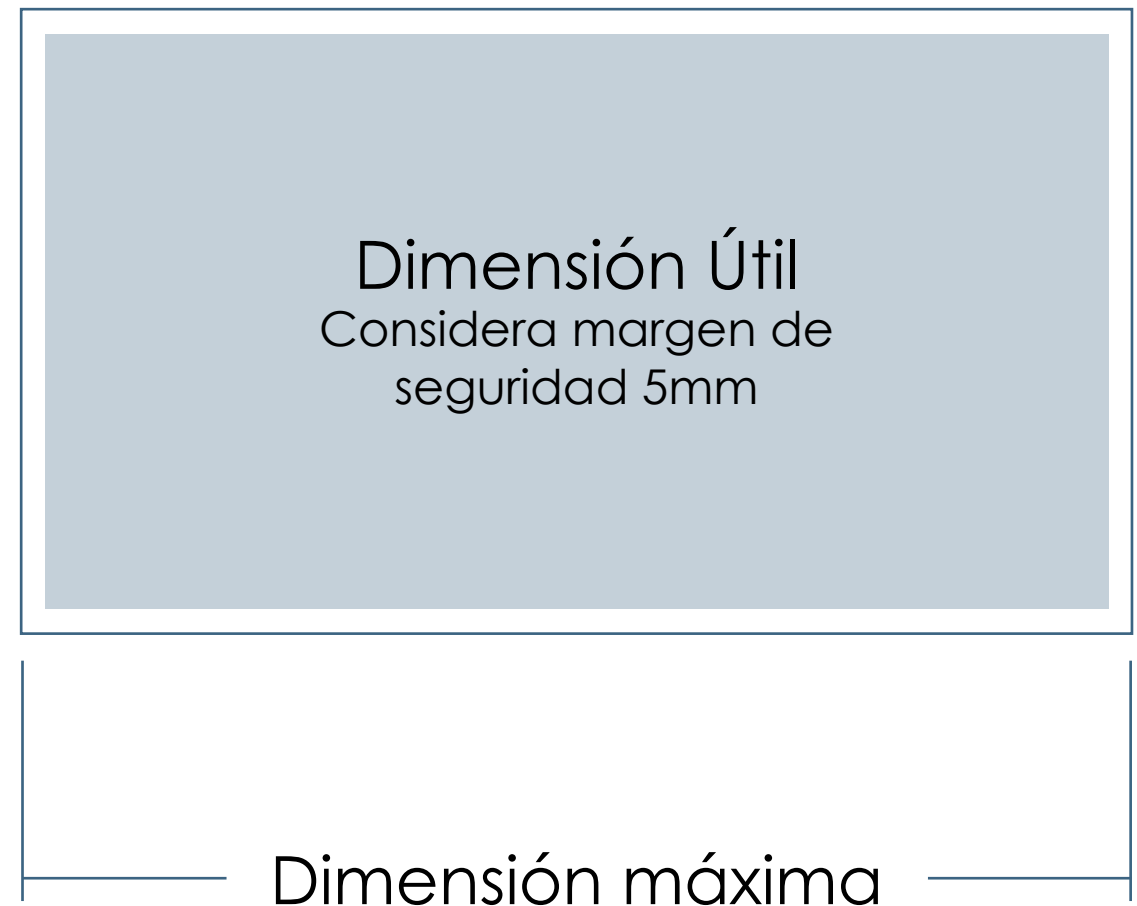 Dimensión Útil
Considera margen de
seguridad 5mm
Dimensión máxima